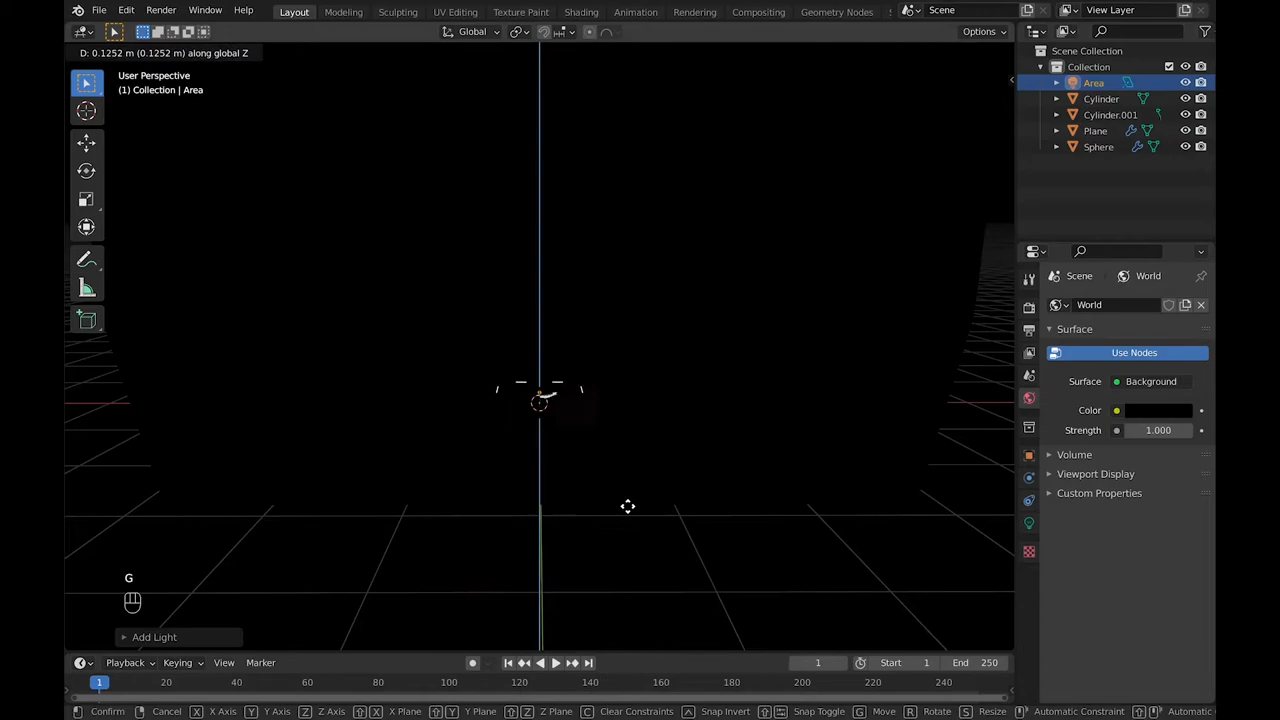 File Edit Render Window Help Layout Modeling Sculpting UV Editing Texture Paint Shading Animation Rendering Compositing Geometry Nodes Scene View Layer
Global Options
D: 0.1252 m (0.1252 m) along global Z
User Perspective
(1) Collection | Area
Scene Collection
Collection
Area
Cylinder
Cylinder.001
Plane
Sphere
Scene World
World
Surface
Use Nodes
Surface Background
Color
Strength 1.000
Volume
Viewport Display
Custom Properties
G
Add Light
Playback Keying View Marker 1 Start 1 End 250
1 20 40 60 80 100 120 140 160 180 200 220 240
Confirm Cancel X X Axis Y Y Axis Z Z Axis X X Plane Y Y Plane Z Z Plane C Clear Constraints Snap Invert Snap Toggle G Move R Rotate S Resize Automatic Constraint Automatic